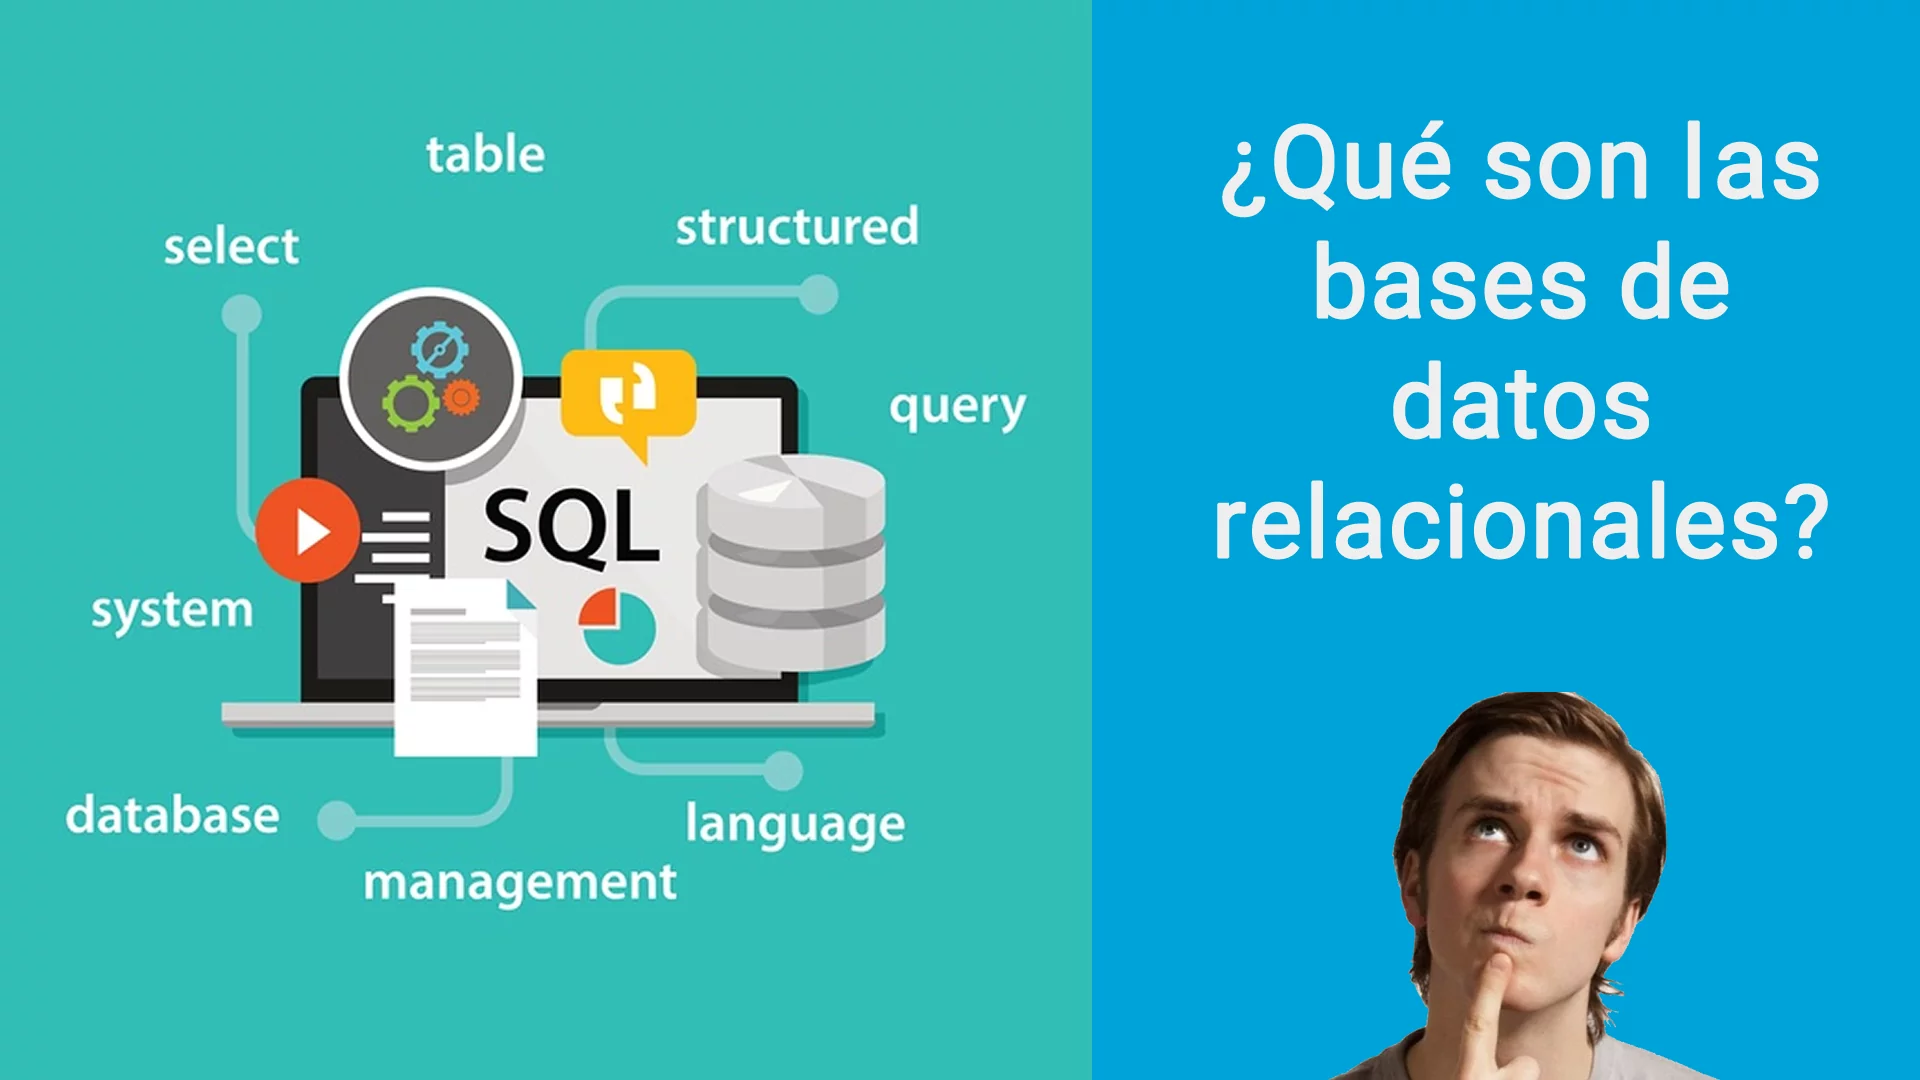 table
structured
select
query
SQL
system
database
language
management
¿Qué son las
bases de
datos
relacionales?